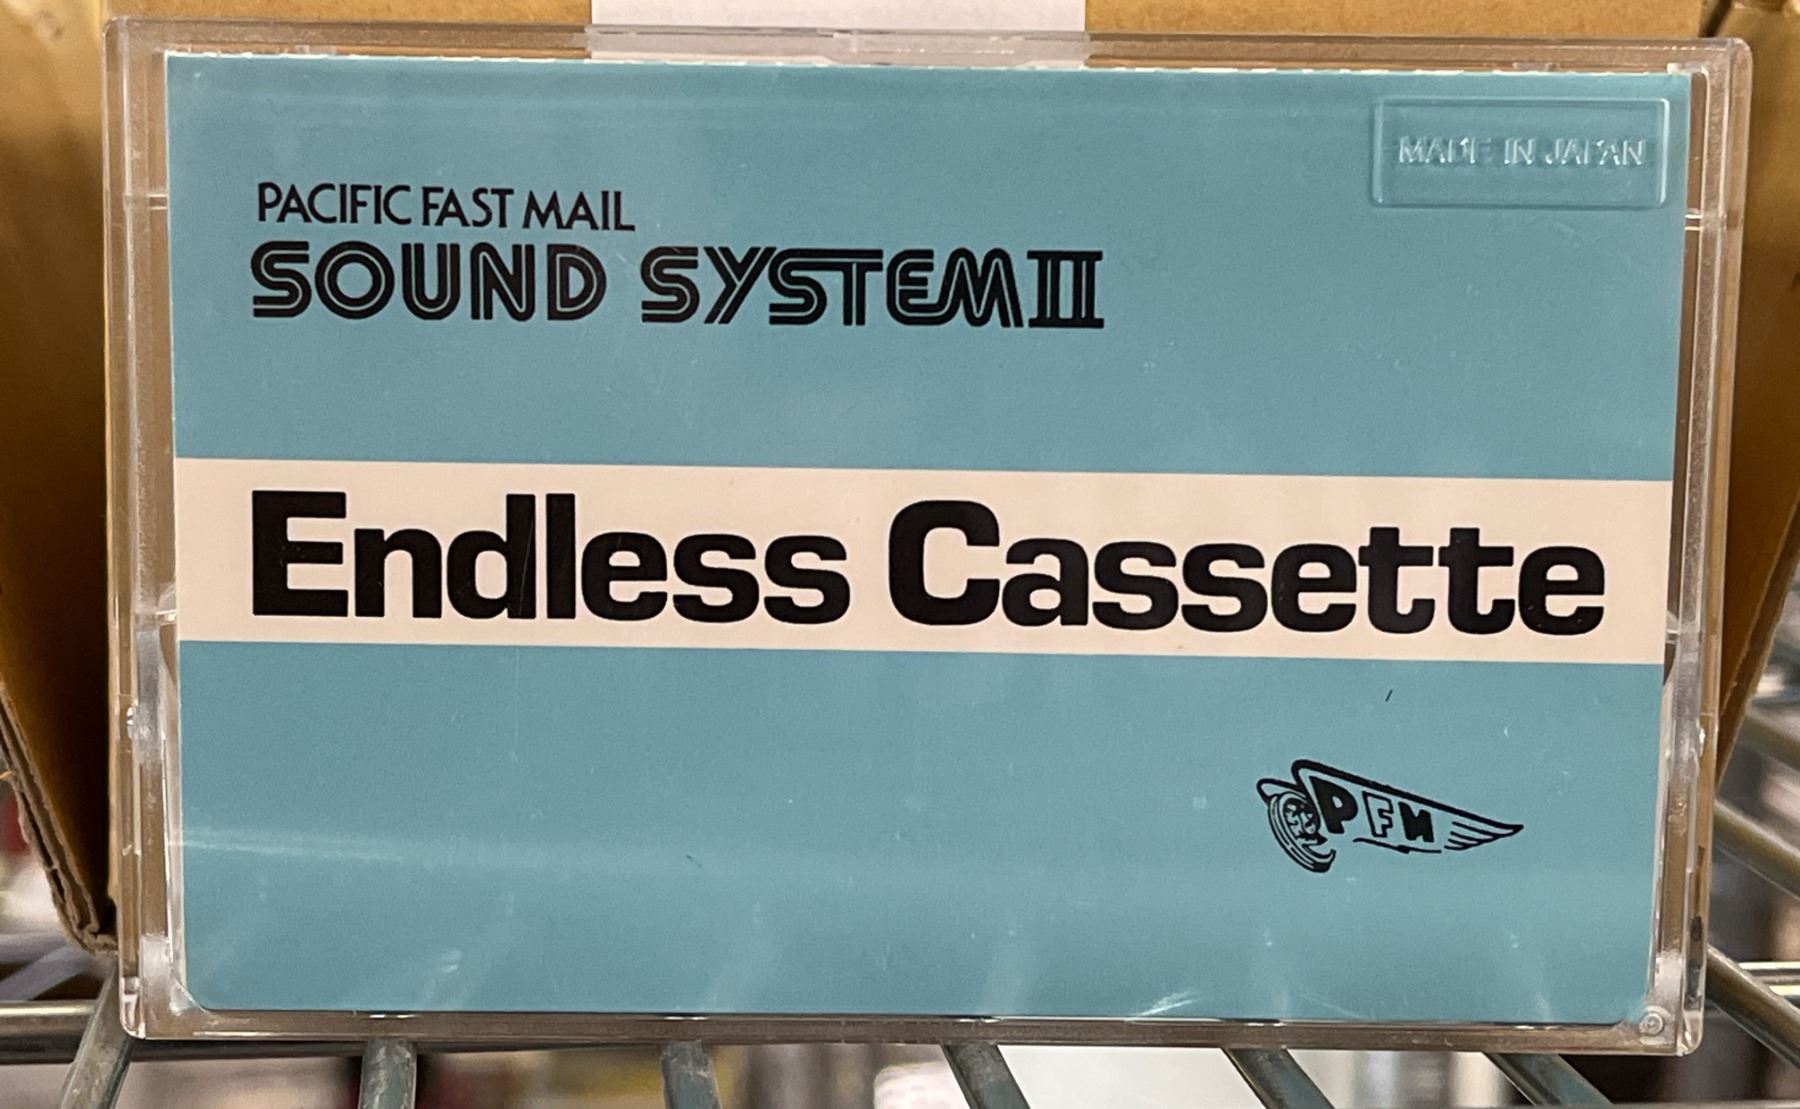 MADE IN JAPAN
PACIFIC FAST MAIL
SOUND SYSTEM II
Endless Cassette
PFM